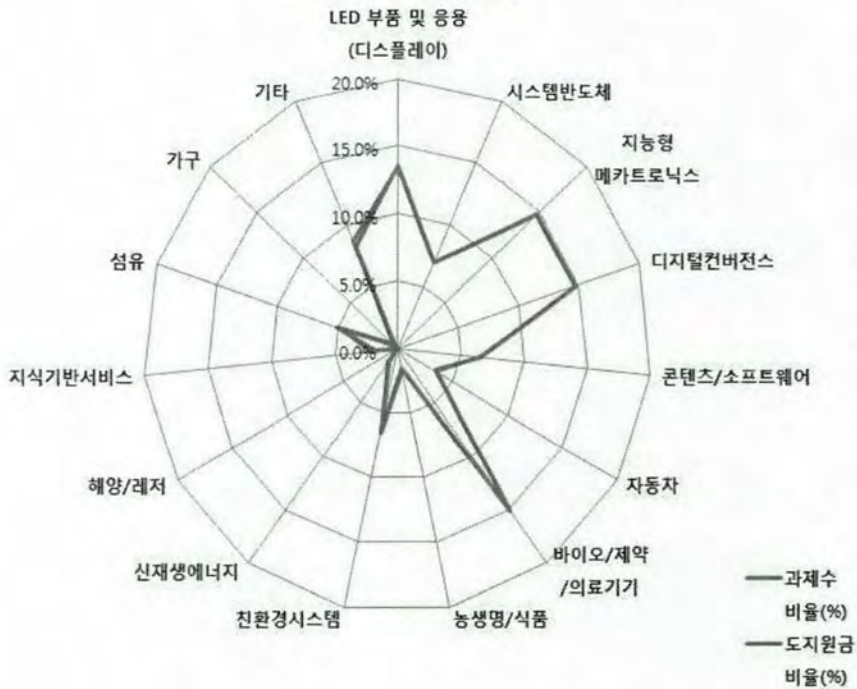 LED 부품 및 응용
(디스플레이)
20.0%
기타
시스템반도체
지능형
메카트로닉스
15.0%
가구
10.0%
디지털컨버전스
섬유
5.0%
0.0%
지식기반서비스
콘텐츠/소프트웨어
해양/레저
자동차
신재생에너지
바이오/제약
/의료기기
친환경시스템
농생명/식품
과제수
비율(%)
도지원금
비율(%)